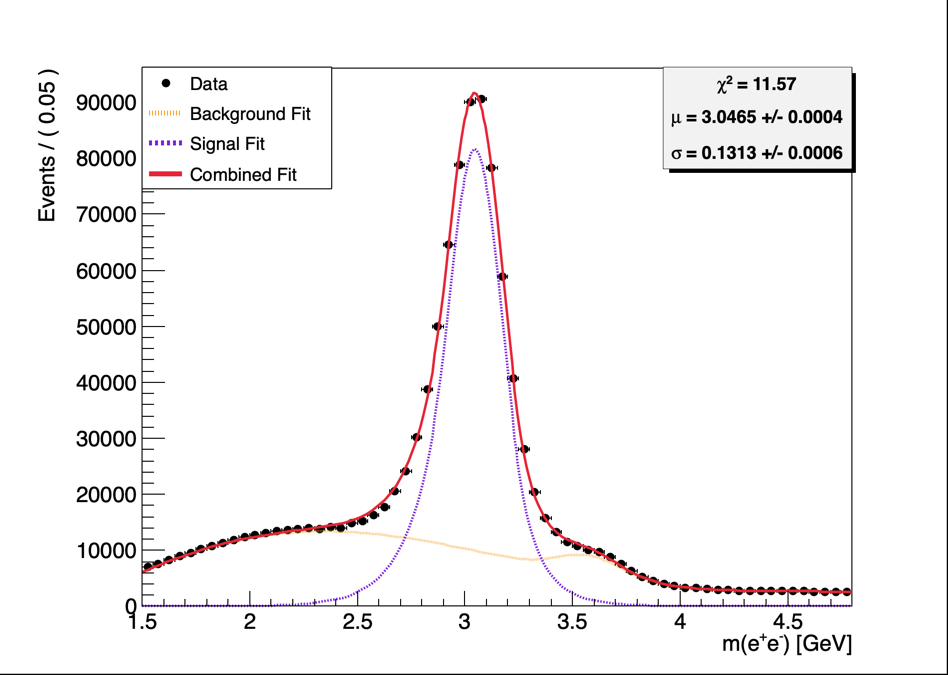 Data
Background Fit
Signal Fit
Combined Fit
χ² = 11.57
μ = 3.0465 +/- 0.0004
σ = 0.1313 +/- 0.0006
Events / ( 0.05 )
90000
80000
70000
60000
50000
40000
30000
20000
10000
0
1.5 2 2.5 3 3.5 4 4.5
m(e⁺e⁻) [GeV]